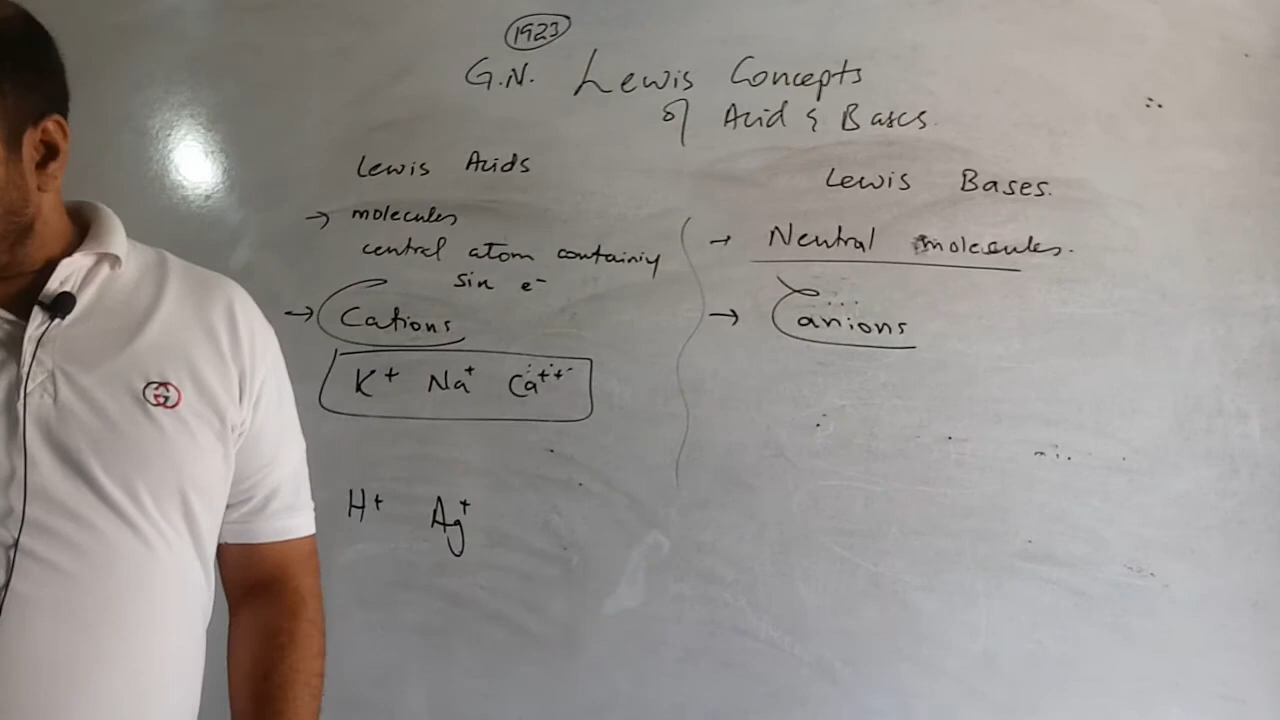 1923
G.N. Lewis Concepts
of Acid & Bases.
Lewis Acids
→ molecules
central atom containing
six e-
→ Cations
K+ Na+ Ca++
H+ Ag+
Lewis Bases.
→ Neutral molecules.
→ anions